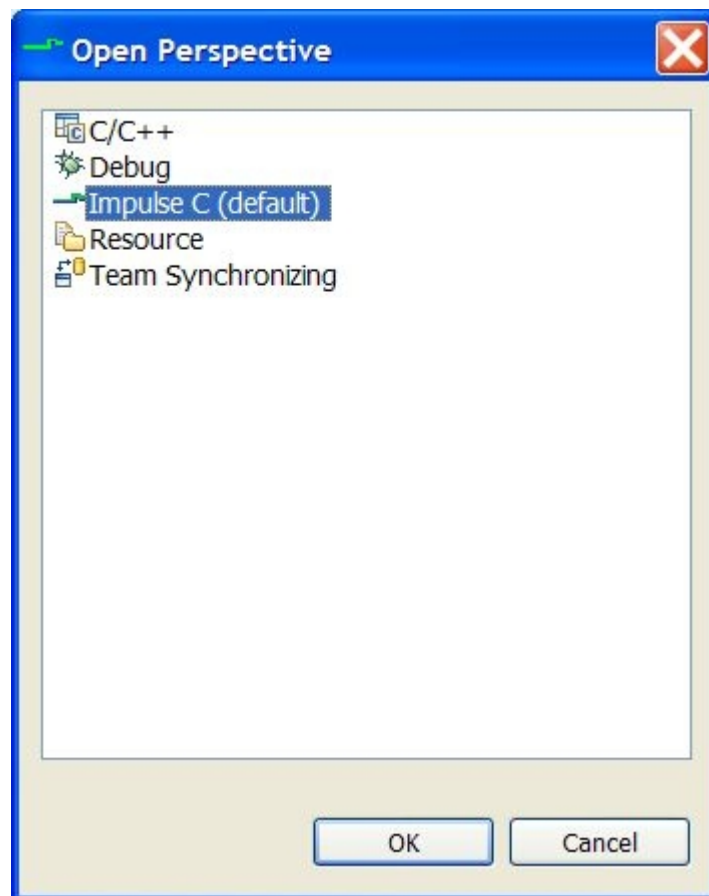 Open Perspective
C/C++
Debug
Impulse C (default)
Resource
Team Synchronizing
OK
Cancel